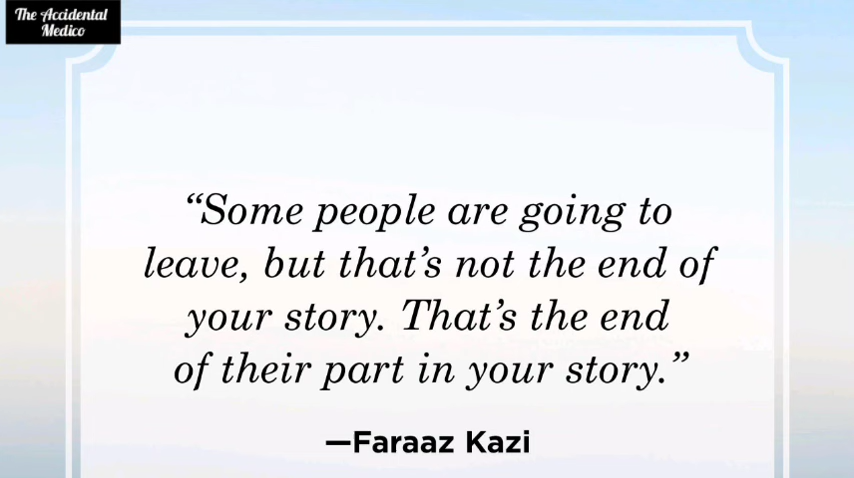 The Accidental
Medico
“Some people are going to
leave, but that’s not the end of
your story. That’s the end
of their part in your story.”
—Faraaz Kazi